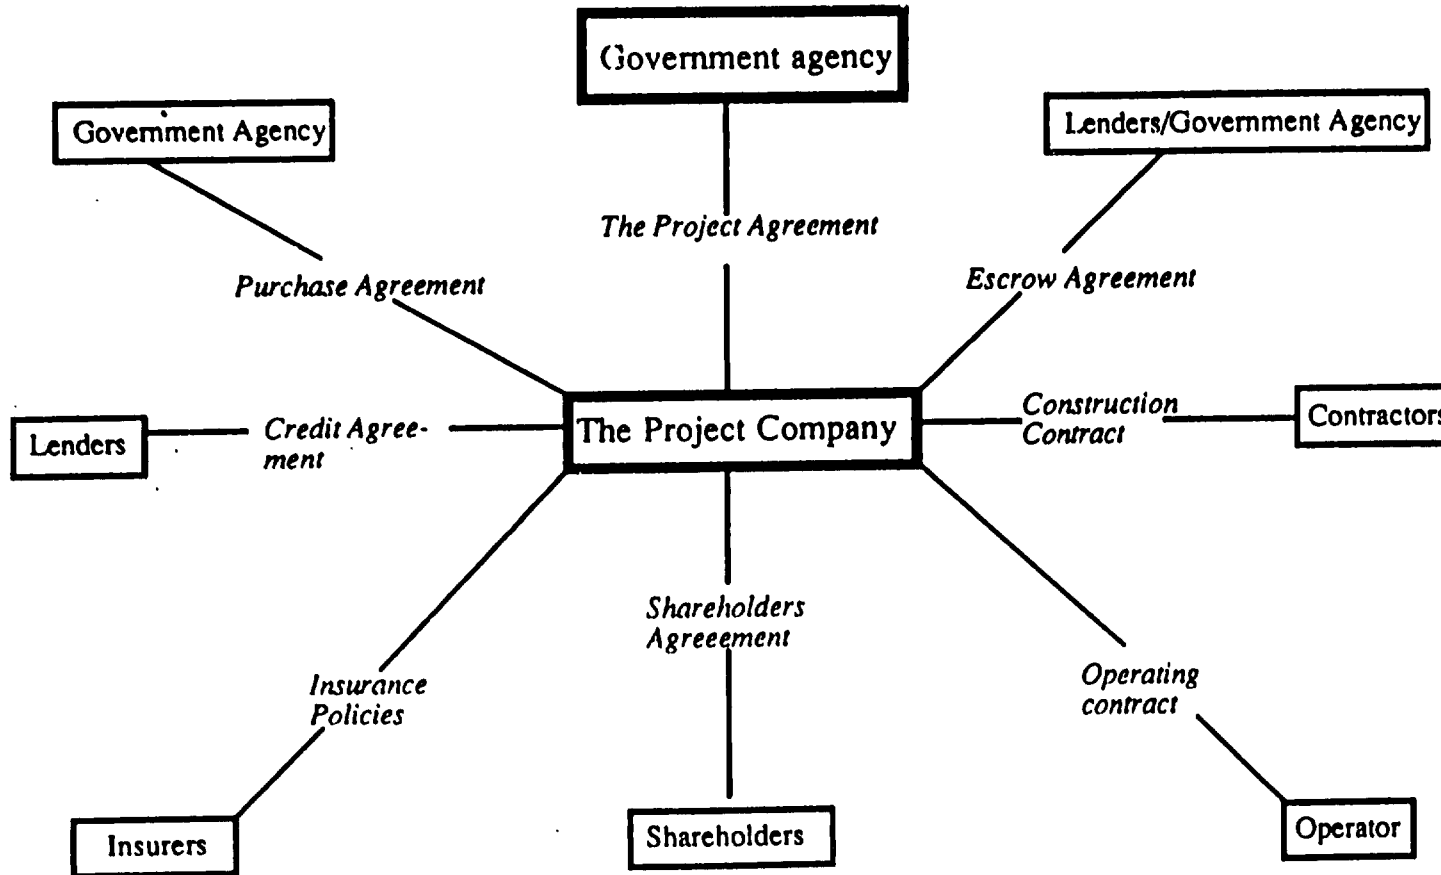 Government agency
Government Agency
Lenders/Government Agency
The Project Agreement
Purchase Agreement
Escrow Agreement
Lenders
Credit Agree-
ment
The Project Company
Construction
Contract
Contractors
Shareholders
Agreeement
Insurance
Policies
Operating
contract
Insurers
Shareholders
Operator